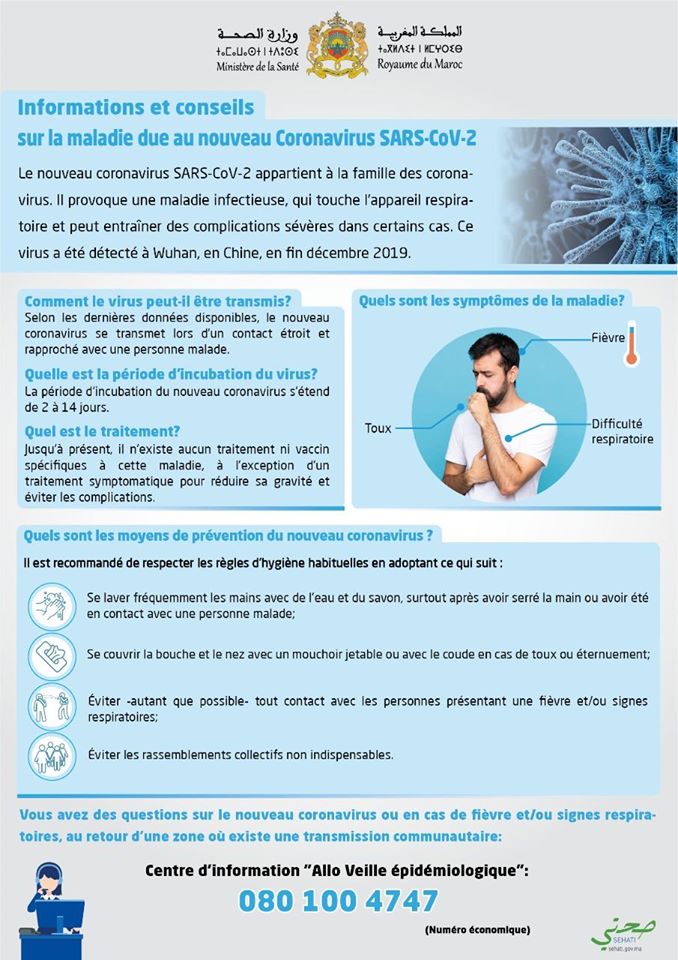 وزارة الصحة
ⵜⴰⵎⴰⵡⴰⵙⵜ ⵏ ⵜⴷⵓⵙⵉ
Ministère de la Santé
المملكة المغربية
ⵜⴰⴳⵍⴷⵉⵜ ⵏ ⵍⵎⵖⵔⵉⴱ
Royaume du Maroc
Informations et conseils
sur la maladie due au nouveau Coronavirus SARS-CoV-2
Le nouveau coronavirus SARS-CoV-2 appartient à la famille des corona-
virus. Il provoque une maladie infectieuse, qui touche l'appareil respira-
toire et peut entraîner des complications sévères dans certains cas. Ce
virus a été détecté à Wuhan, en Chine, en fin décembre 2019.
Comment le virus peut-il être transmis?
Selon les dernières données disponibles, le nouveau
coronavirus se transmet lors d'un contact étroit et
rapproché avec une personne malade.
Quelle est la période d'incubation du virus?
La période d'incubation du nouveau coronavirus s'étend
de 2 à 14 jours.
Quel est le traitement?
Jusqu'à présent, il n'existe aucun traitement ni vaccin
spécifiques à cette maladie, à l'exception d'un
traitement symptomatique pour réduire sa gravité et
éviter les complications.
Quels sont les symptômes de la maladie?
Fièvre
Toux
Difficulté
respiratoire
Quels sont les moyens de prévention du nouveau coronavirus ?
Il est recommandé de respecter les règles d'hygiène habituelles en adoptant ce qui suit :
Se laver fréquemment les mains avec de l'eau et du savon, surtout après avoir serré la main ou avoir été
en contact avec une personne malade;
Se couvrir la bouche et le nez avec un mouchoir jetable ou avec le coude en cas de toux ou éternuement;
Éviter -autant que possible- tout contact avec les personnes présentant une fièvre et/ou signes
respiratoires;
Éviter les rassemblements collectifs non indispensables.
Vous avez des questions sur le nouveau coronavirus ou en cas de fièvre et/ou signes respira-
toires, au retour d'une zone où existe une transmission communautaire:
Centre d'information "Allo Veille épidémiologique":
080 100 4747
(Numéro économique)
صحتي
SEHATI
sehati.gov.ma